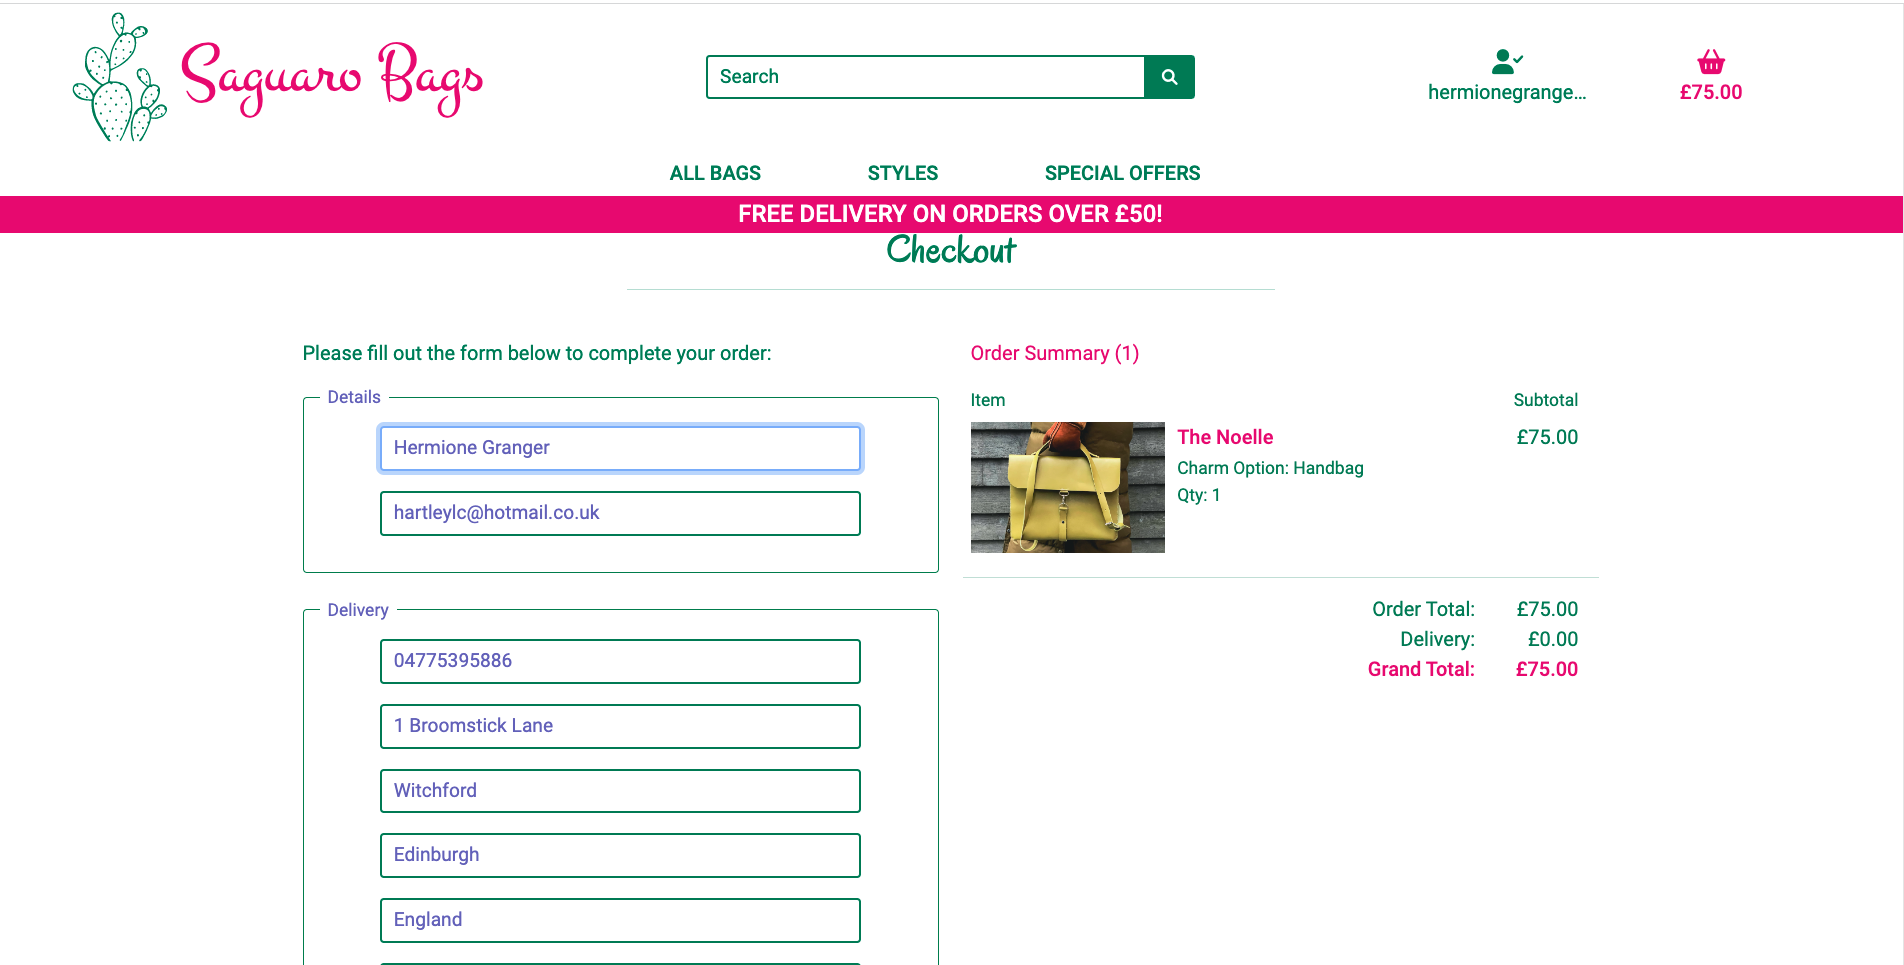 Saguaro Bags
Search
hermionegrange...
£75.00
ALL BAGS
STYLES
SPECIAL OFFERS
FREE DELIVERY ON ORDERS OVER £50!
Checkout
Please fill out the form below to complete your order:
Details
Hermione Granger
hartleylc@hotmail.co.uk
Delivery
04775395886
1 Broomstick Lane
Witchford
Edinburgh
England
Order Summary (1)
Item Subtotal
The Noelle £75.00
Charm Option: Handbag
Qty: 1
Order Total: £75.00
Delivery: £0.00
Grand Total: £75.00